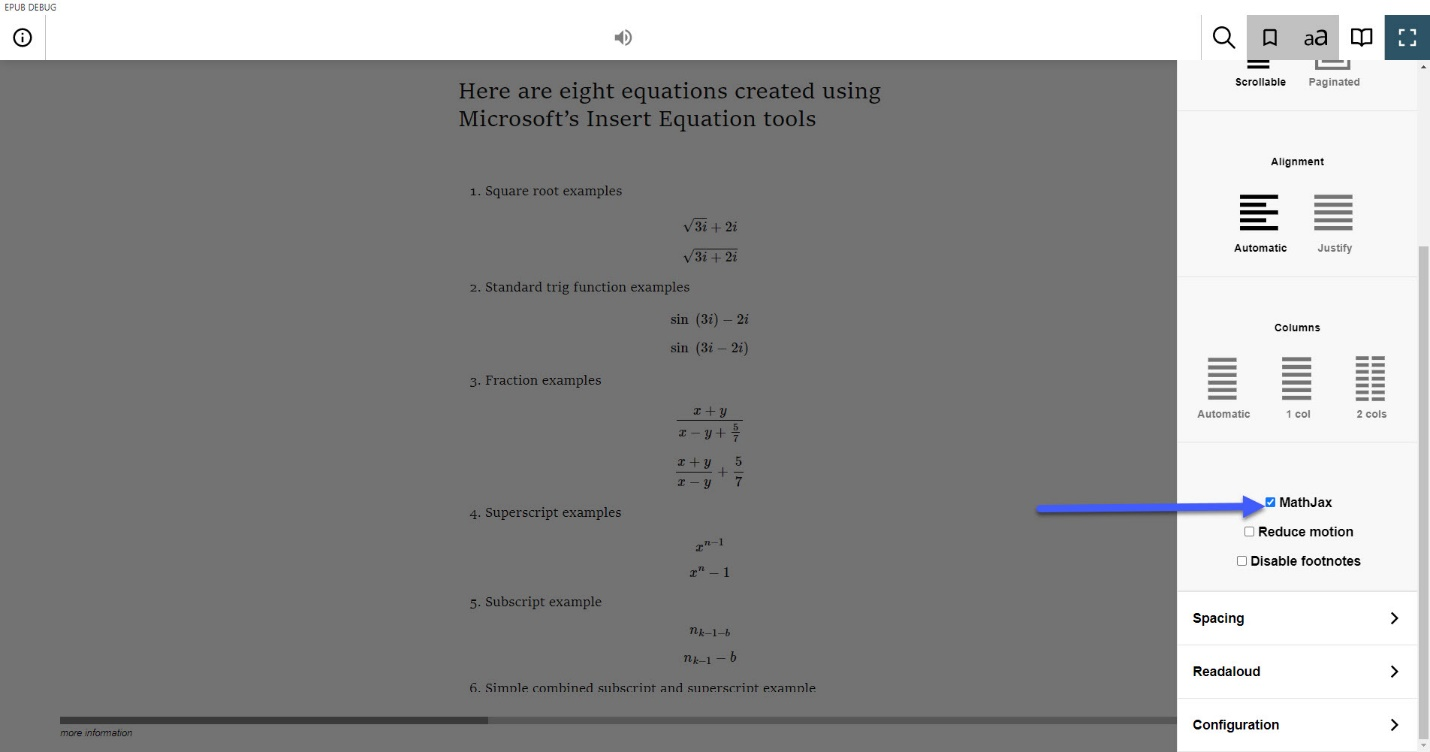 EPUB DEBUG
aa
Scrollable Paginated
Here are eight equations created using
Microsoft’s Insert Equation tools
Alignment
Automatic Justify
Columns
Automatic 1 col 2 cols
MathJax
Reduce motion
Disable footnotes
Spacing
Readaloud
Configuration
1. Square root examples
√3i + 2i
√(3i + 2i)
2. Standard trig function examples
sin (3i) − 2i
sin (3i − 2i)
3. Fraction examples
(x + y)/(x − y + 5/7)
(x + y)/(x − y) + 5/7
4. Superscript examples
xⁿ⁻¹
xⁿ − 1
5. Subscript example
n_{k−1−b}
n_{k−1} − b
6. Simple combined subscript and superscript example
more information